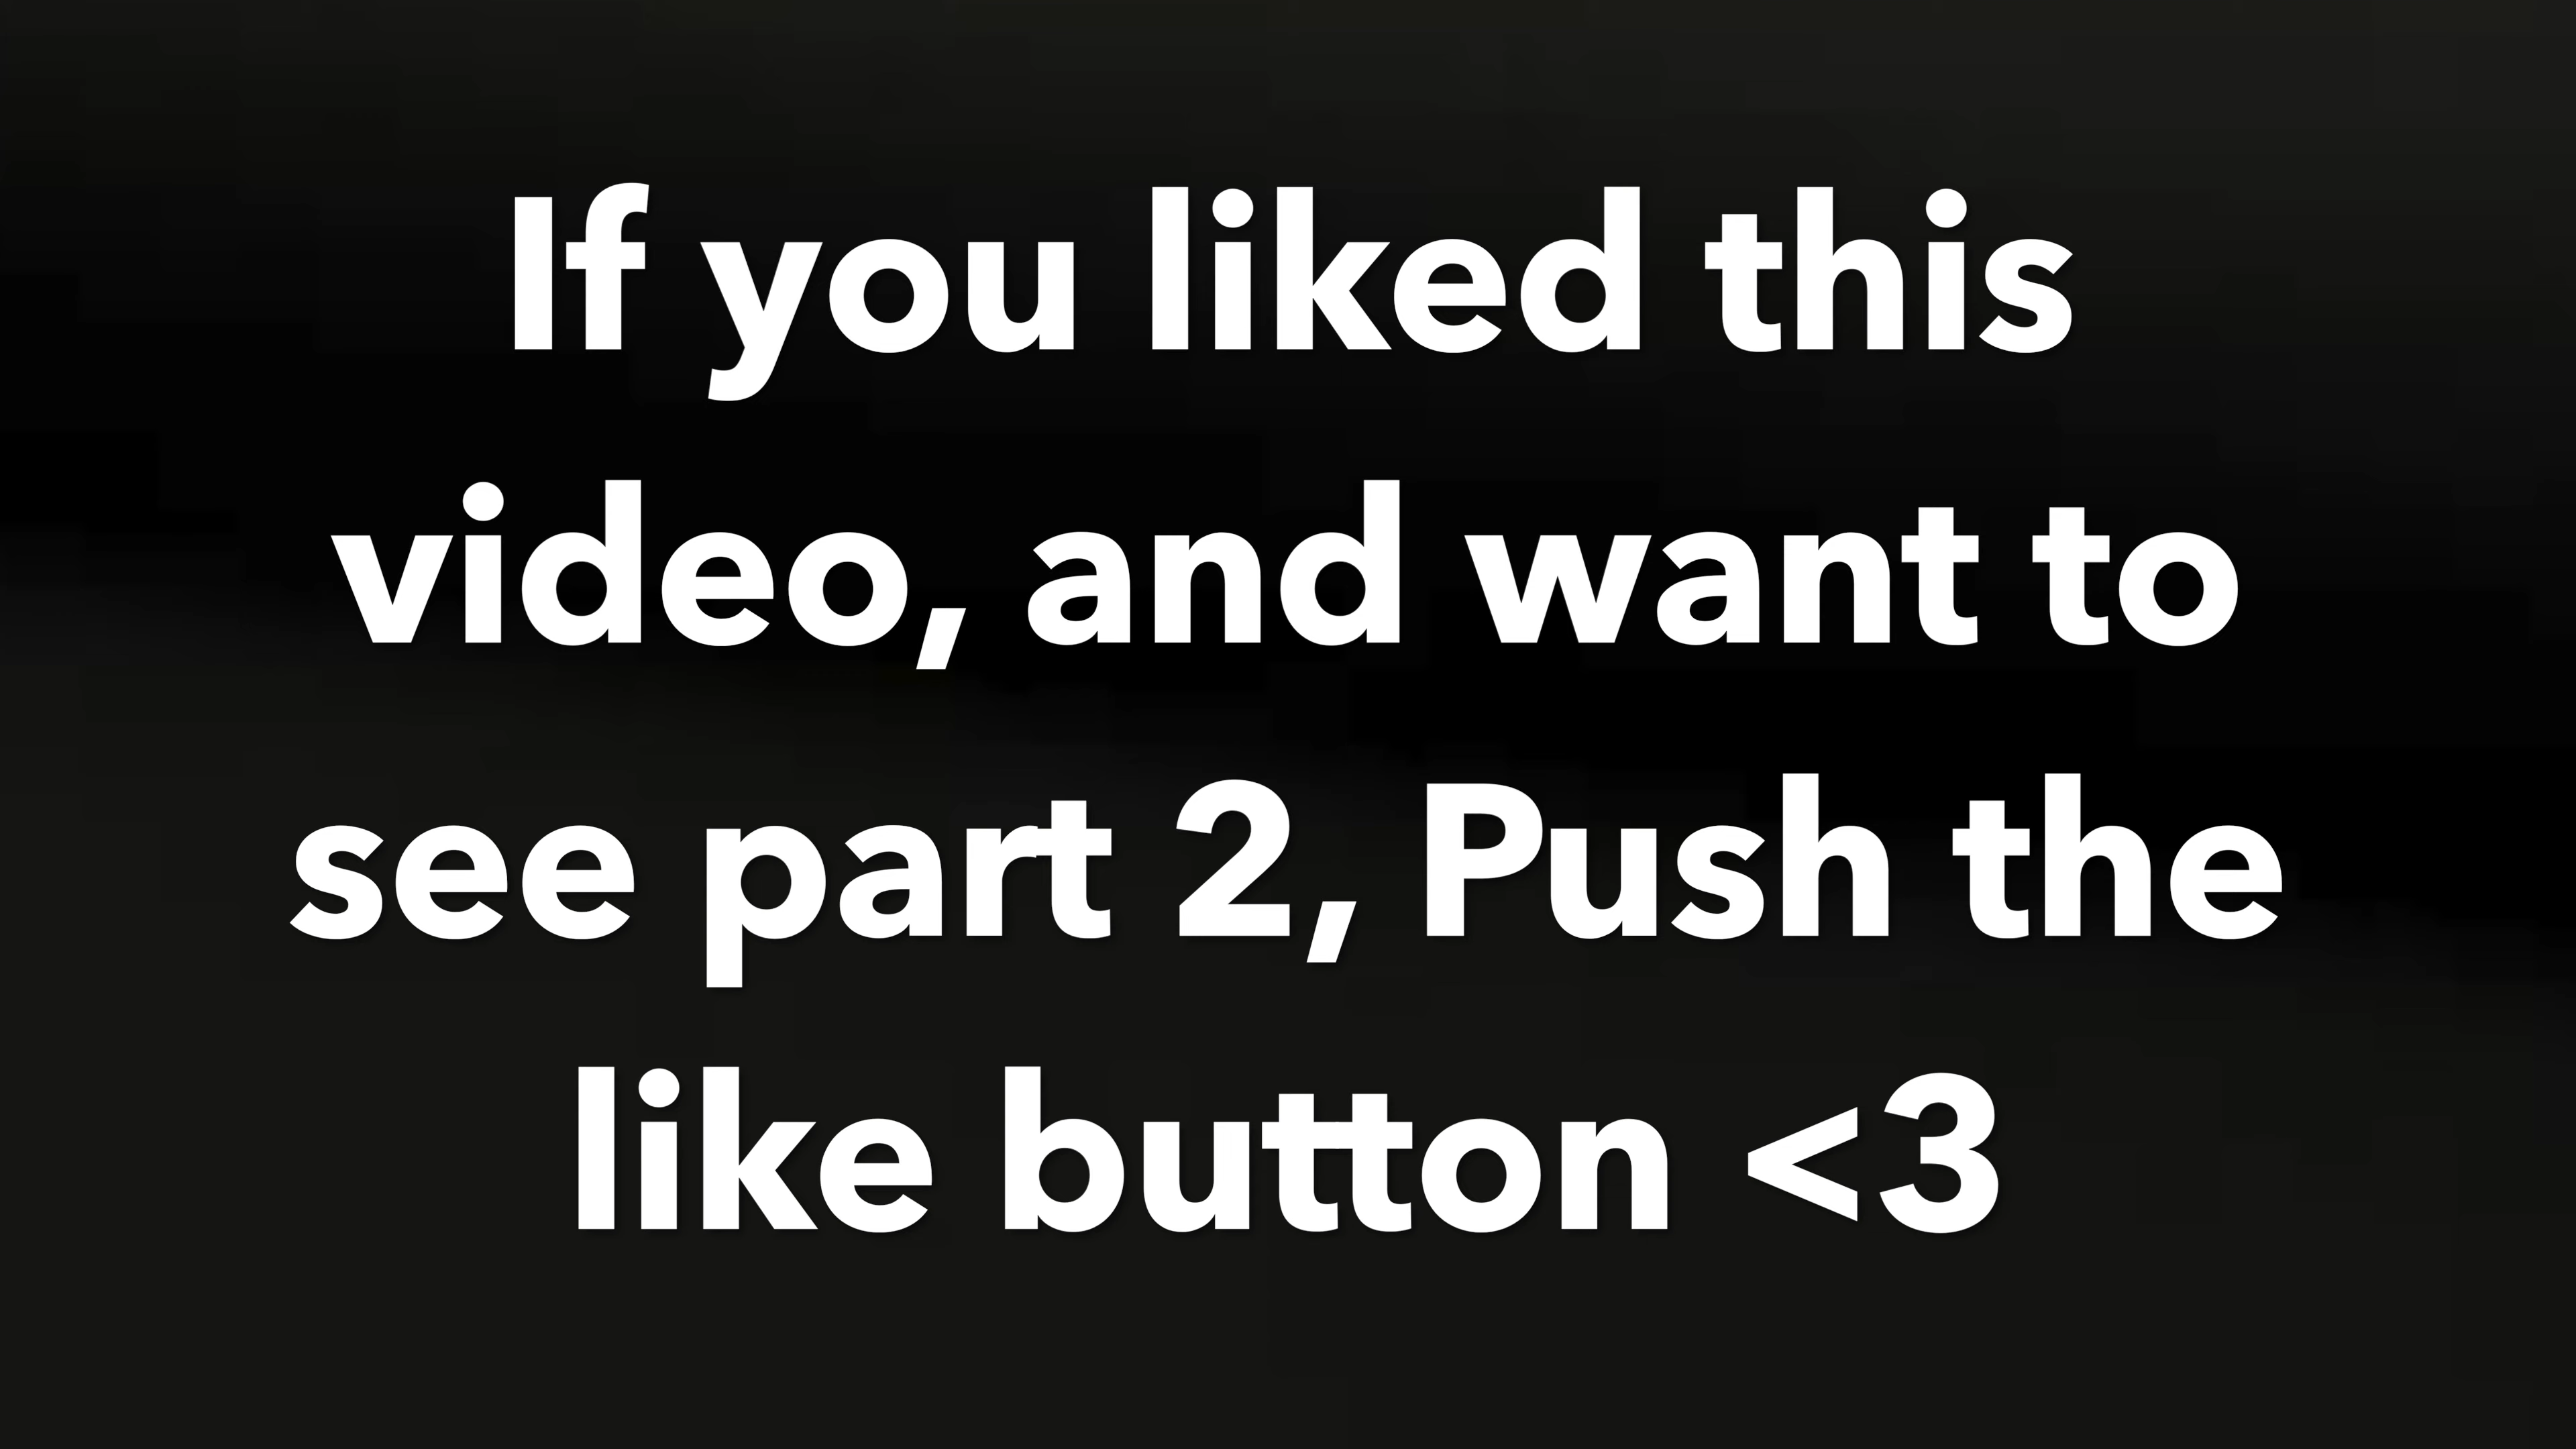 If you liked this
video, and want to
see part 2, Push the
like button <3